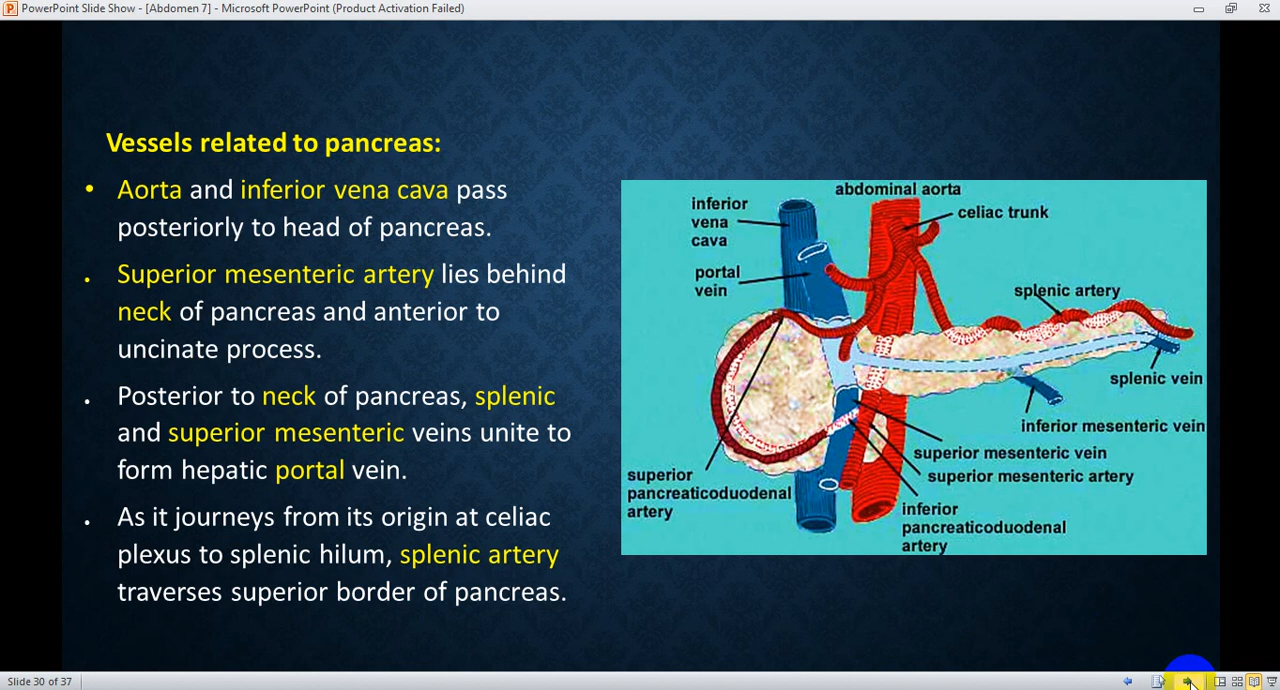 PowerPoint Slide Show - [Abdomen 7] - Microsoft PowerPoint (Product Activation Failed)
Vessels related to pancreas:
• Aorta and inferior vena cava pass
posteriorly to head of pancreas.
• Superior mesenteric artery lies behind
neck of pancreas and anterior to
uncinate process.
• Posterior to neck of pancreas, splenic
and superior mesenteric veins unite to
form hepatic portal vein.
• As it journeys from its origin at celiac
plexus to splenic hilum, splenic artery
traverses superior border of pancreas.
abdominal aorta
inferior
vena
cava
celiac trunk
portal
vein
splenic artery
splenic vein
inferior mesenteric vein
superior mesenteric vein
superior mesenteric artery
superior
pancreaticoduodenal
artery
inferior
pancreaticoduodenal
artery
Slide 30 of 37